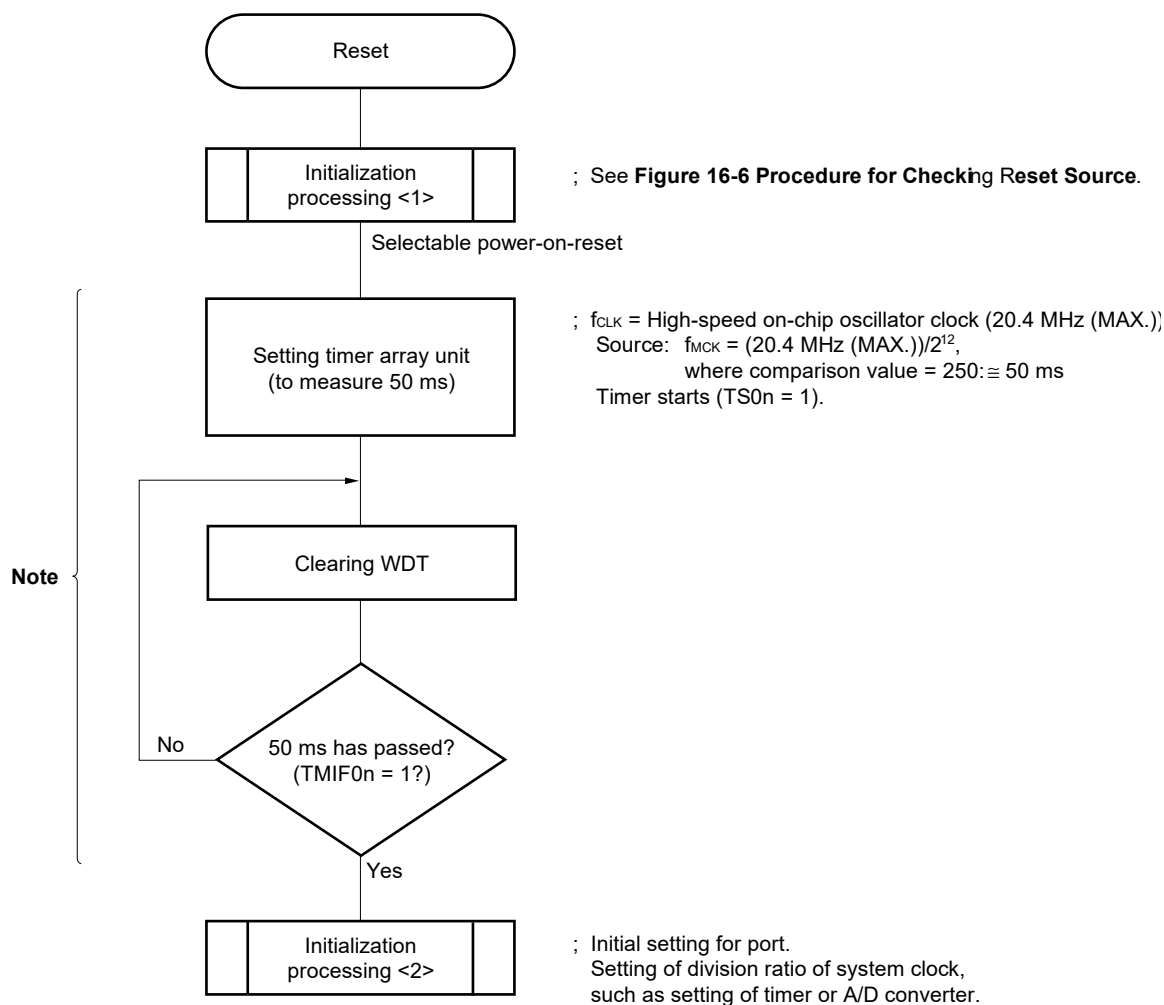 Reset
Initialization
processing <1>
; See Figure 16-6 Procedure for Checking Reset Source.
Selectable power-on-reset
Setting timer array unit
(to measure 50 ms)
; fCLK = High-speed on-chip oscillator clock (20.4 MHz (MAX.))
Source: fMCK = (20.4 MHz (MAX.))/2¹²,
where comparison value = 250: ≅ 50 ms
Timer starts (TS0n = 1).
Clearing WDT
Note
No
50 ms has passed?
(TMIF0n = 1?)
Yes
Initialization
processing <2>
; Initial setting for port.
Setting of division ratio of system clock,
such as setting of timer or A/D converter.